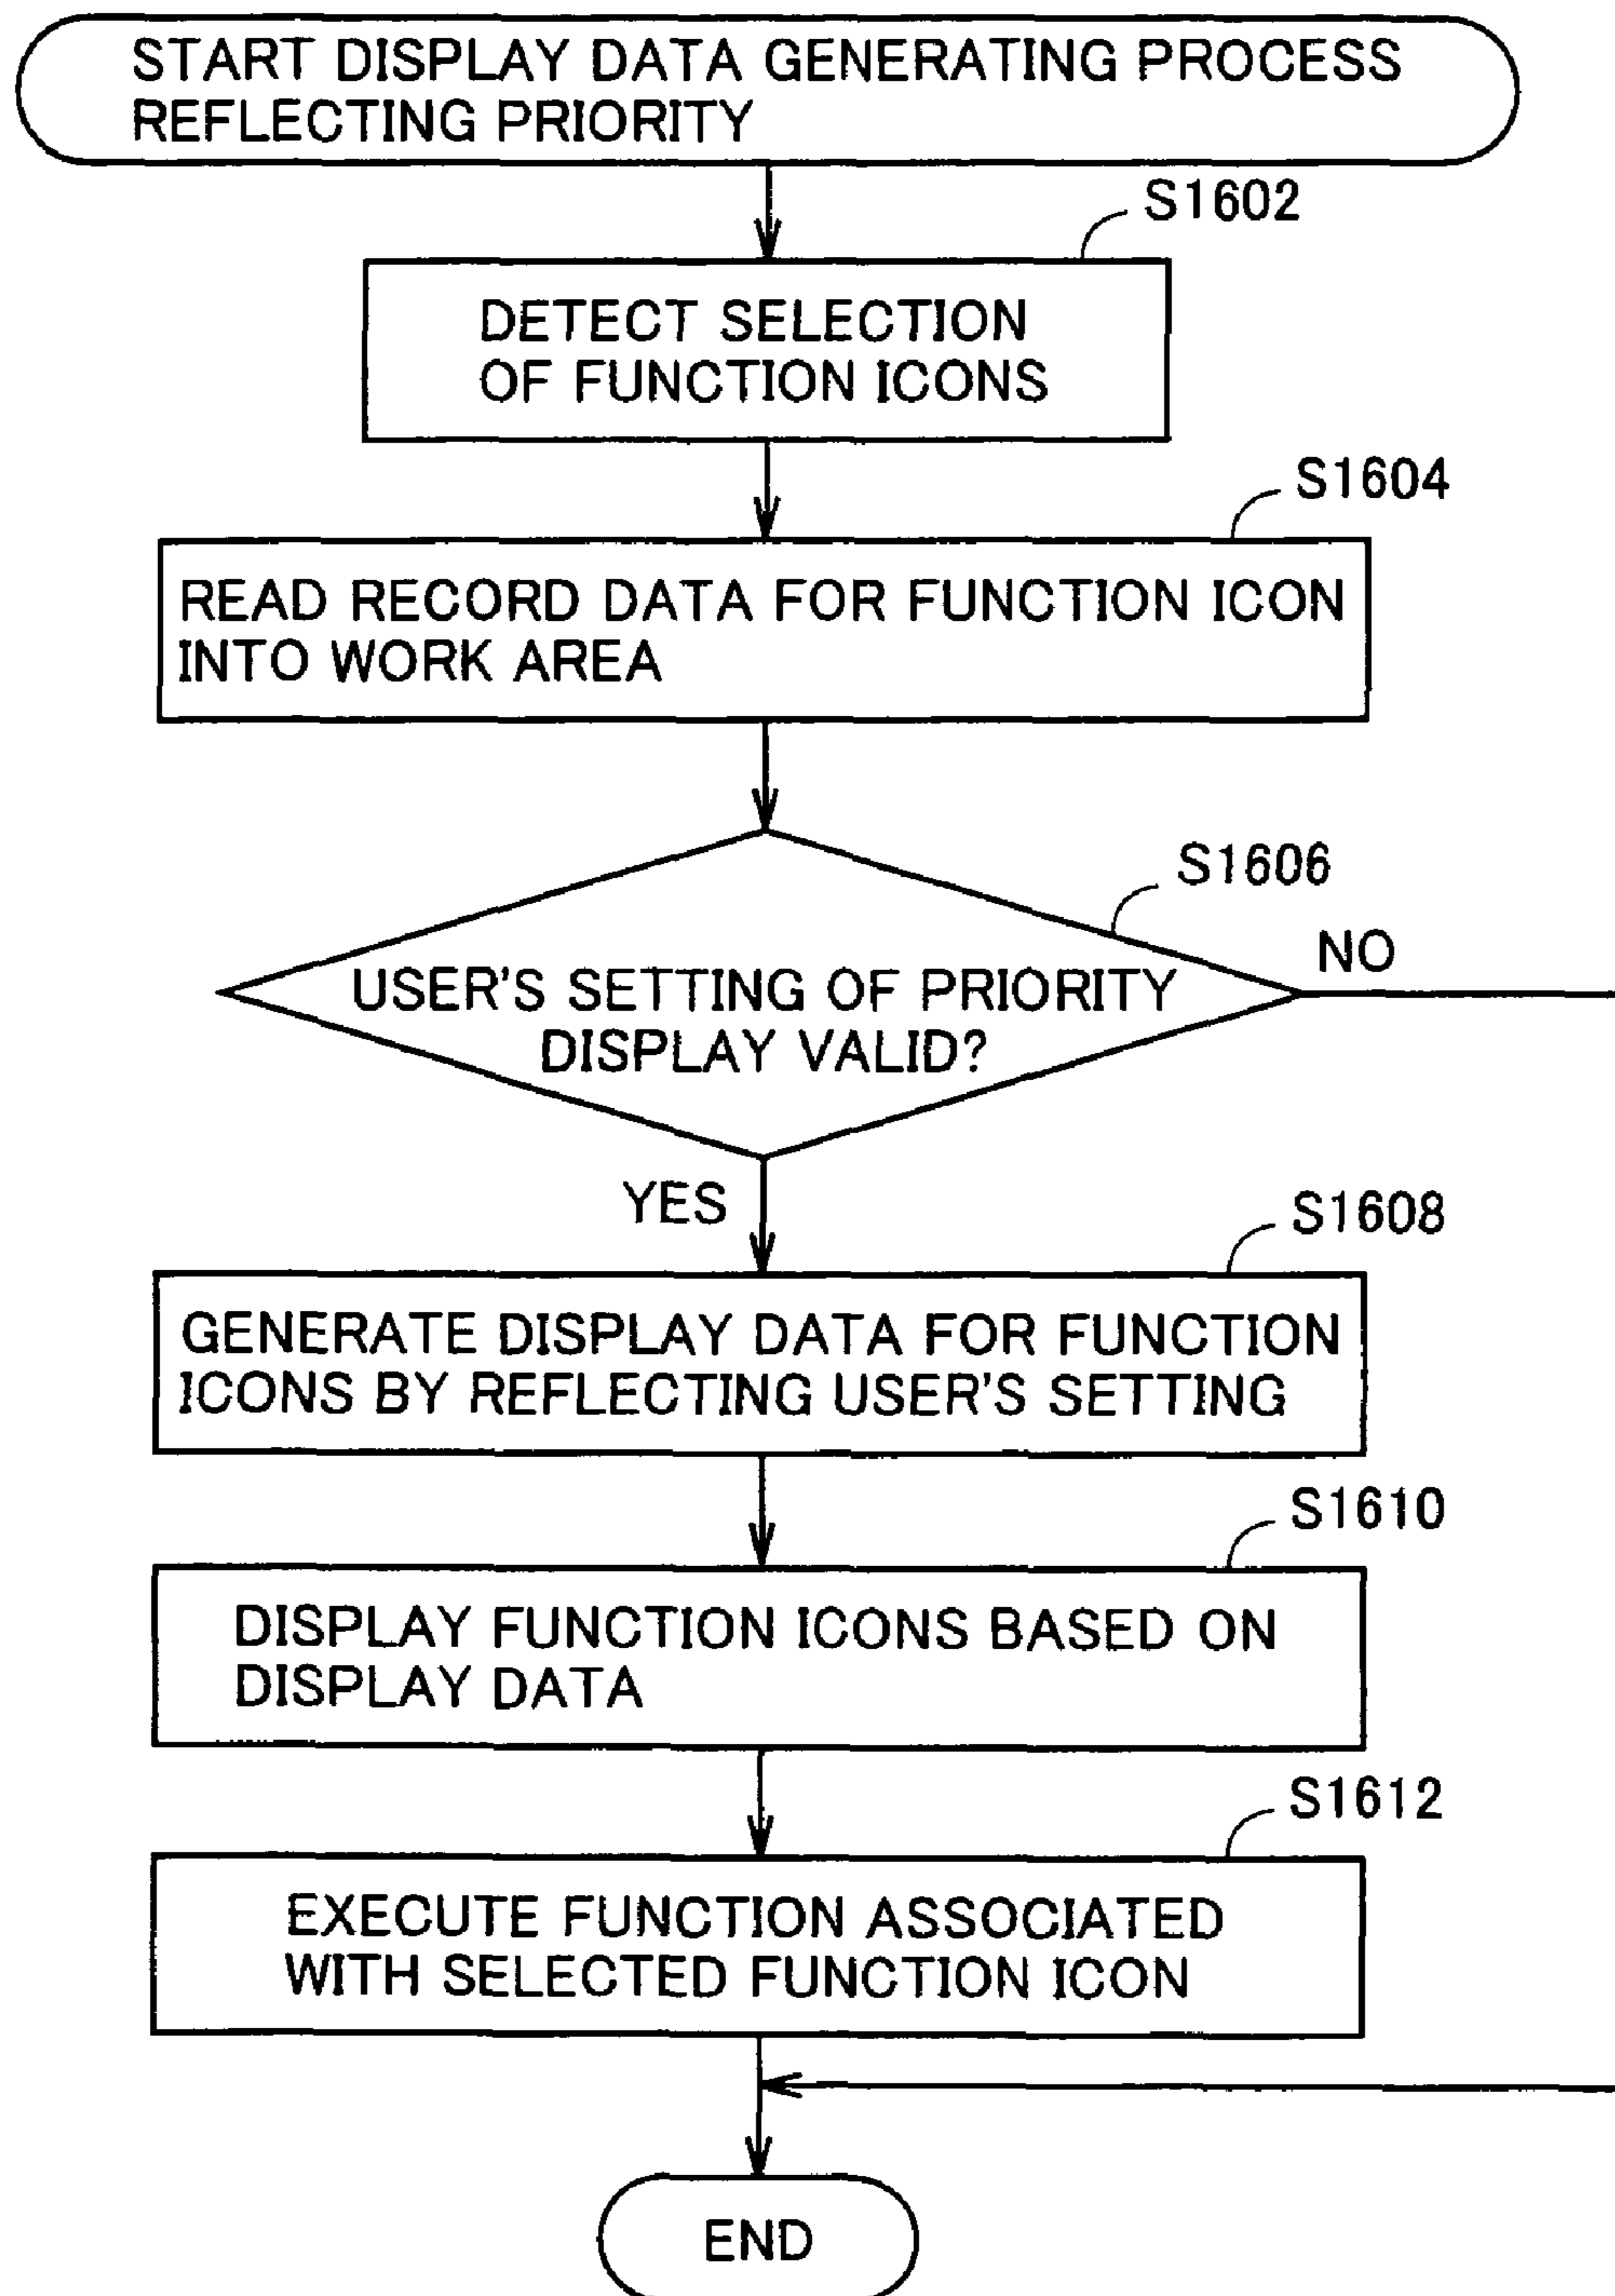 START DISPLAY DATA GENERATING PROCESS
REFLECTING PRIORITY
S1602
DETECT SELECTION
OF FUNCTION ICONS
S1604
READ RECORD DATA FOR FUNCTION ICON
INTO WORK AREA
S1606
NO
USER'S SETTING OF PRIORITY
DISPLAY VALID?
YES
S1608
GENERATE DISPLAY DATA FOR FUNCTION
ICONS BY REFLECTING USER'S SETTING
S1610
DISPLAY FUNCTION ICONS BASED ON
DISPLAY DATA
S1612
EXECUTE FUNCTION ASSOCIATED
WITH SELECTED FUNCTION ICON
END